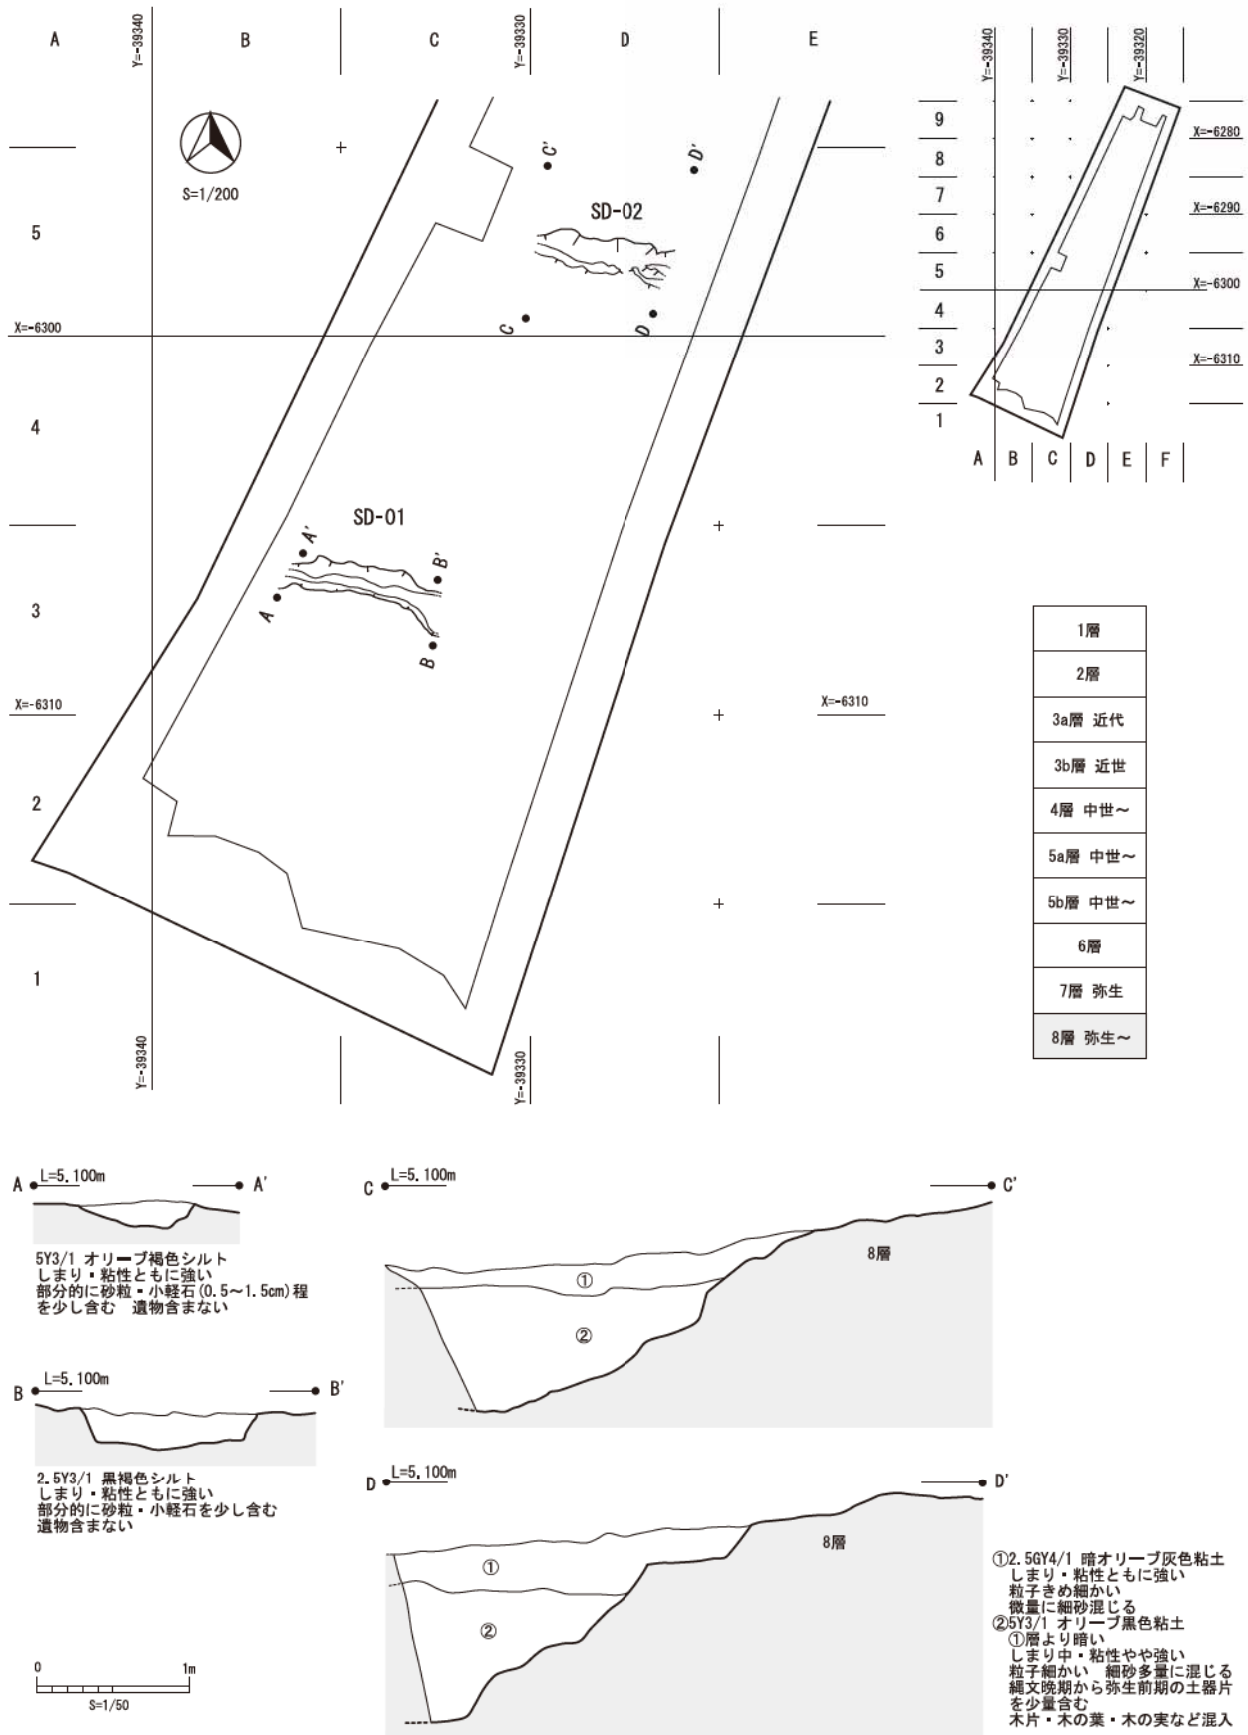 A
Y=-39340
B
C
Y=-39330
D
E
S=1/200
C'
D'
SD-02
5
C
D
X=-6300
4
SD-01
A'
B'
A
B
3
X=-6310
X=-6310
2
1
Y=-39340
Y=-39330
Y=-39340
Y=-39330
Y=-39320
9
8
7
6
5
4
3
2
1
X=-6280
X=-6290
X=-6300
X=-6310
A B C D E F
1層
2層
3a層 近代
3b層 近世
4層 中世～
5a層 中世～
5b層 中世～
6層
7層 弥生
8層 弥生～
A L=5.100m A'
5Y3/1 オリーブ褐色シルト
しまり・粘性ともに強い
部分的に砂粒・小軽石(0.5～1.5cm)程
を少し含む 遺物含まない
B L=5.100m B'
2.5Y3/1 黒褐色シルト
しまり・粘性ともに強い
部分的に砂粒・小軽石を少し含む
遺物含まない
C L=5.100m C'
8層
①
②
D L=5.100m D'
8層
①
②
①2.5GY4/1 暗オリーブ灰色粘土
しまり・粘性ともに強い
粒子きめ細かい
微量に細砂混じる
②5Y3/1 オリーブ黒色粘土
①層より暗い
しまり中・粘性やや強い
粒子細かい 細砂多量に混じる
縄文晩期から弥生前期の土器片
を少量含む
木片・木の葉・木の実など混入
0 1m
S=1/50